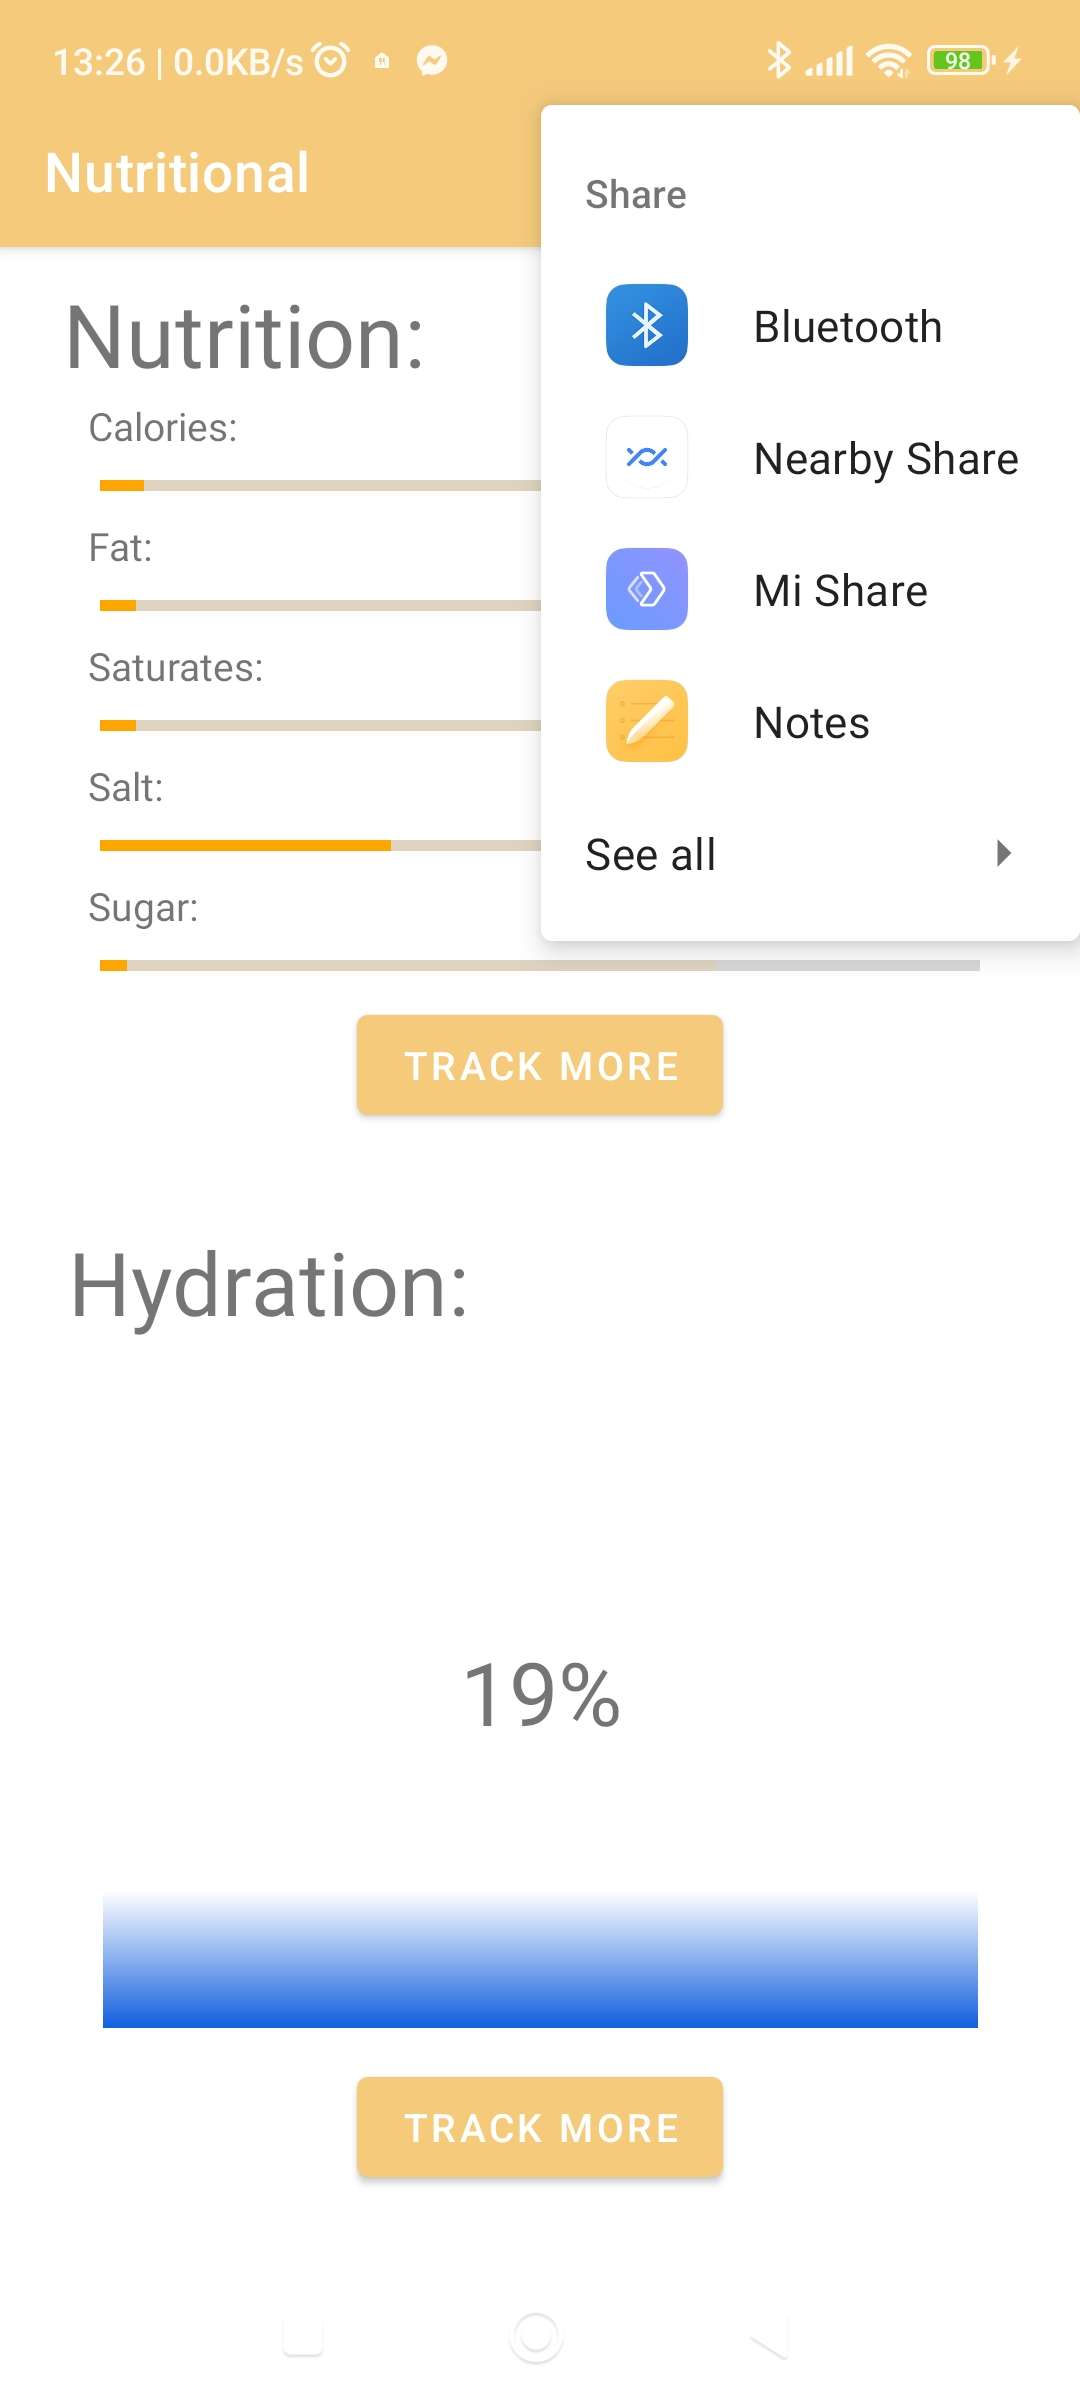 13:26 | 0.0KB/s
98
Nutritional
Share
Bluetooth
Nearby Share
Mi Share
Notes
See all
Nutrition:
Calories:
Fat:
Saturates:
Salt:
Sugar:
TRACK MORE
Hydration:
19%
TRACK MORE